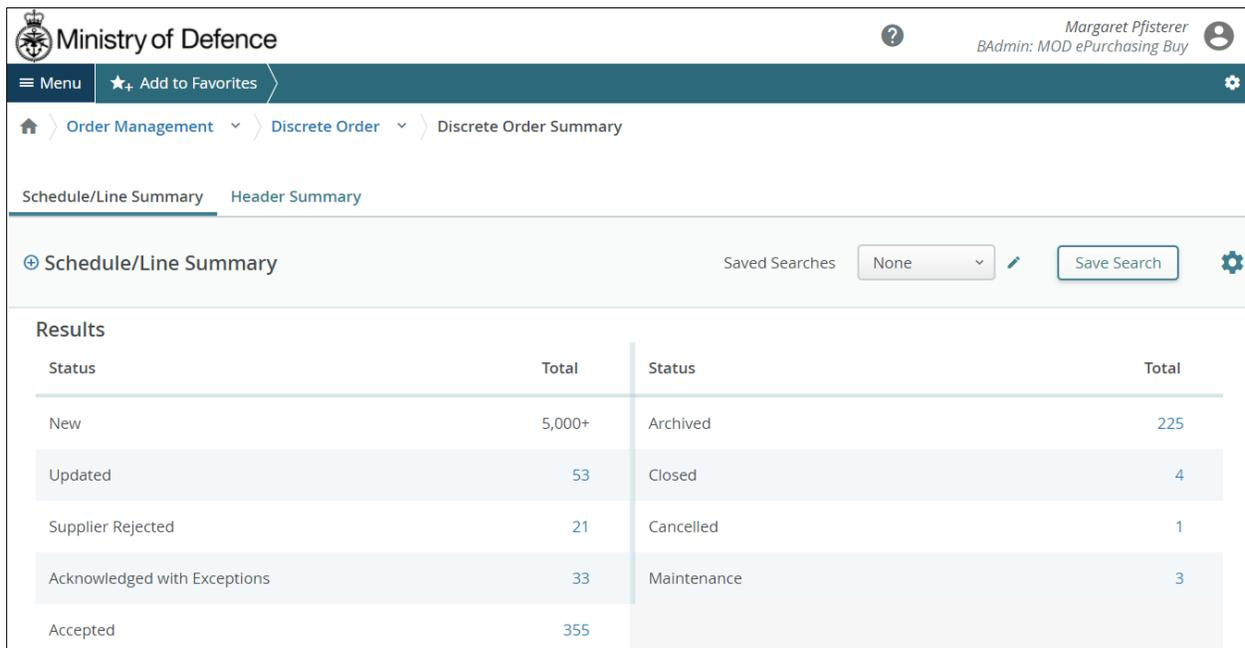 Ministry of Defence
Margaret Pfisterer
BAdmin: MOD ePurchasing Buy
Menu Add to Favorites
Order Management Discrete Order Discrete Order Summary
Schedule/Line Summary Header Summary
Schedule/Line Summary Saved Searches None Save Search
Results
Status Total Status Total
New 5,000+ Archived 225
Updated 53 Closed 4
Supplier Rejected 21 Cancelled 1
Acknowledged with Exceptions 33 Maintenance 3
Accepted 355